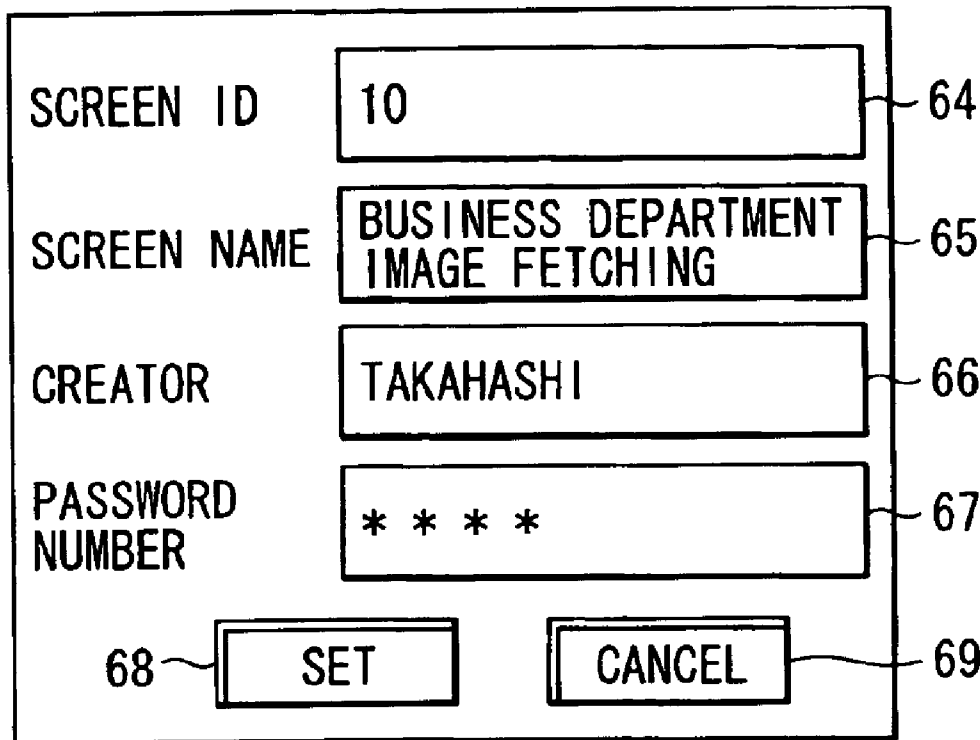 SCREEN ID 10 64
SCREEN NAME BUSINESS DEPARTMENT IMAGE FETCHING 65
CREATOR TAKAHASHI 66
PASSWORD NUMBER * * * * 67
68 SET CANCEL 69